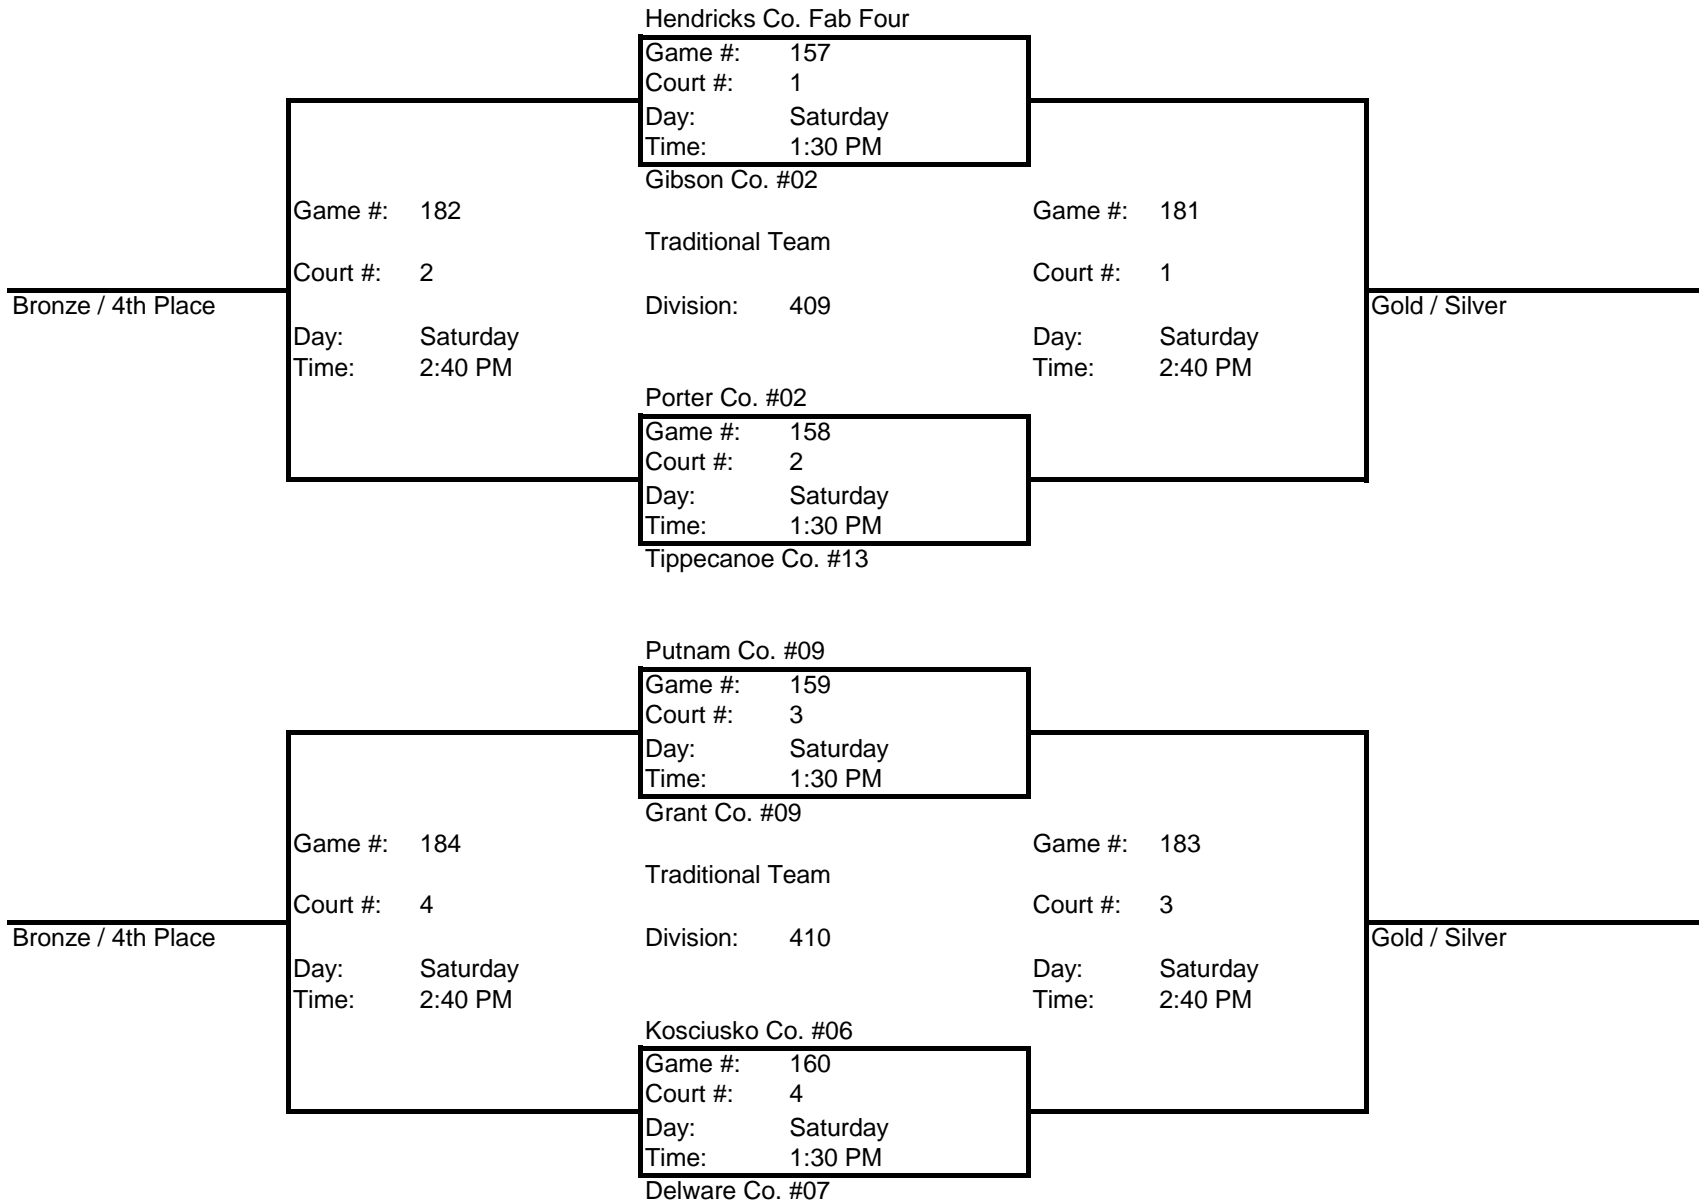 Hendricks Co. Fab Four
Game #: 157
Court #: 1
Day: Saturday
Time: 1:30 PM
Gibson Co. #02
Game #: 182 Game #: 181
Traditional Team
Court #: 2 Court #: 1
Bronze / 4th Place Division: 409 Gold / Silver
Day: Saturday Day: Saturday
Time: 2:40 PM Time: 2:40 PM
Porter Co. #02
Game #: 158
Court #: 2
Day: Saturday
Time: 1:30 PM
Tippecanoe Co. #13
Putnam Co. #09
Game #: 159
Court #: 3
Day: Saturday
Time: 1:30 PM
Grant Co. #09
Game #: 184 Game #: 183
Traditional Team
Court #: 4 Court #: 3
Bronze / 4th Place Division: 410 Gold / Silver
Day: Saturday Day: Saturday
Time: 2:40 PM Time: 2:40 PM
Kosciusko Co. #06
Game #: 160
Court #: 4
Day: Saturday
Time: 1:30 PM
Delware Co. #07